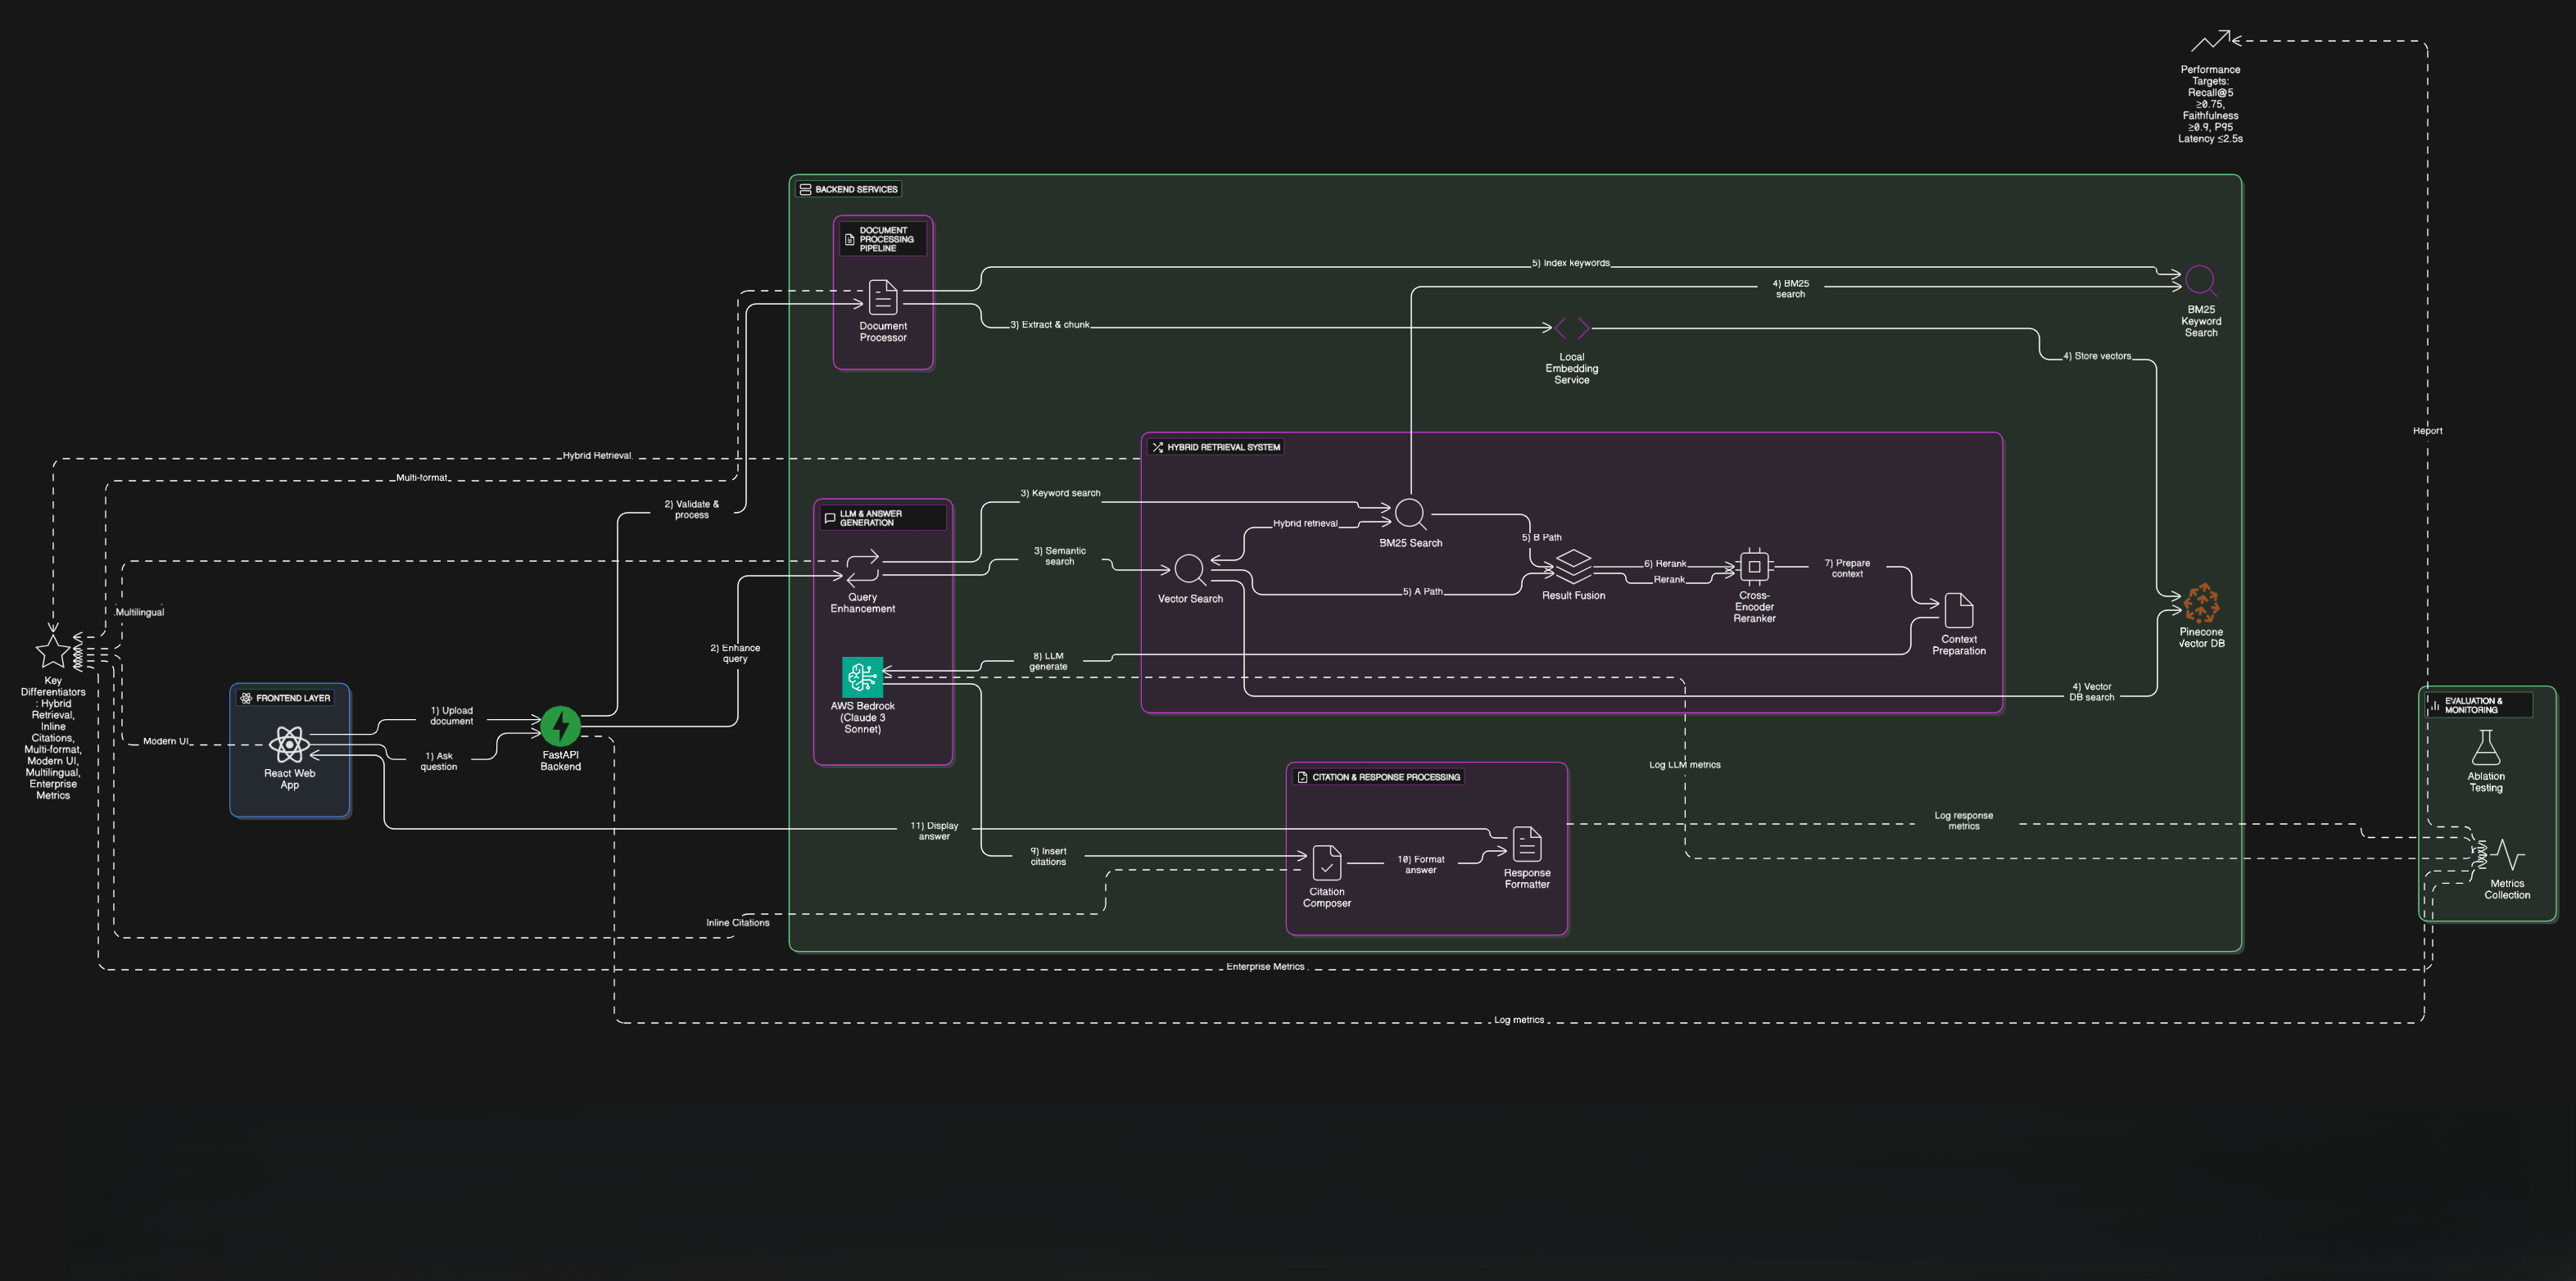 Performance
Targets:
Recall@5
≥0.75,
Faithfulness
≥0.9, P95
Latency ≤2.5s
BACKEND SERVICES
DOCUMENT
PROCESSING
PIPELINE
Document
Processor
5) Index keywords
4) BM25
search
3) Extract & chunk
BM25
Keyword
Search
Local
Embedding
Service
4) Store vectors
Report
HYBRID RETRIEVAL SYSTEM
Hybrid Retrieval
Multi-format
2) Validate &
process
LLM & ANSWER
GENERATION
3) Keyword search
Hybrid retrieval
BM25 Search
5) B Path
3) Semantic
search
Query
Enhancement
Vector Search
5) A Path
Result Fusion
6) Rerank
Rerank
Cross-
Encoder
Reranker
7) Prepare
context
Context
Preparation
Pinecone
Vector DB
Multilingual
2) Enhance
query
8) LLM
generate
4) Vector
DB search
AWS Bedrock
(Claude 3
Sonnet)
Key
Differentiators
: Hybrid
Retrieval,
Inline
Citations,
Multi-format,
Modern UI,
Multilingual,
Enterprise
Metrics
FRONTEND LAYER
1) Upload
document
Modern UI
1) Ask
question
React Web
App
FastAPI
Backend
EVALUATION &
MONITORING
Ablation
Testing
Log LLM metrics
CITATION & RESPONSE PROCESSING
11) Display
answer
Log response
metrics
9) Insert
citations
10) Format
answer
Citation
Composer
Response
Formatter
Metrics
Collection
Inline Citations
Enterprise Metrics
Log metrics